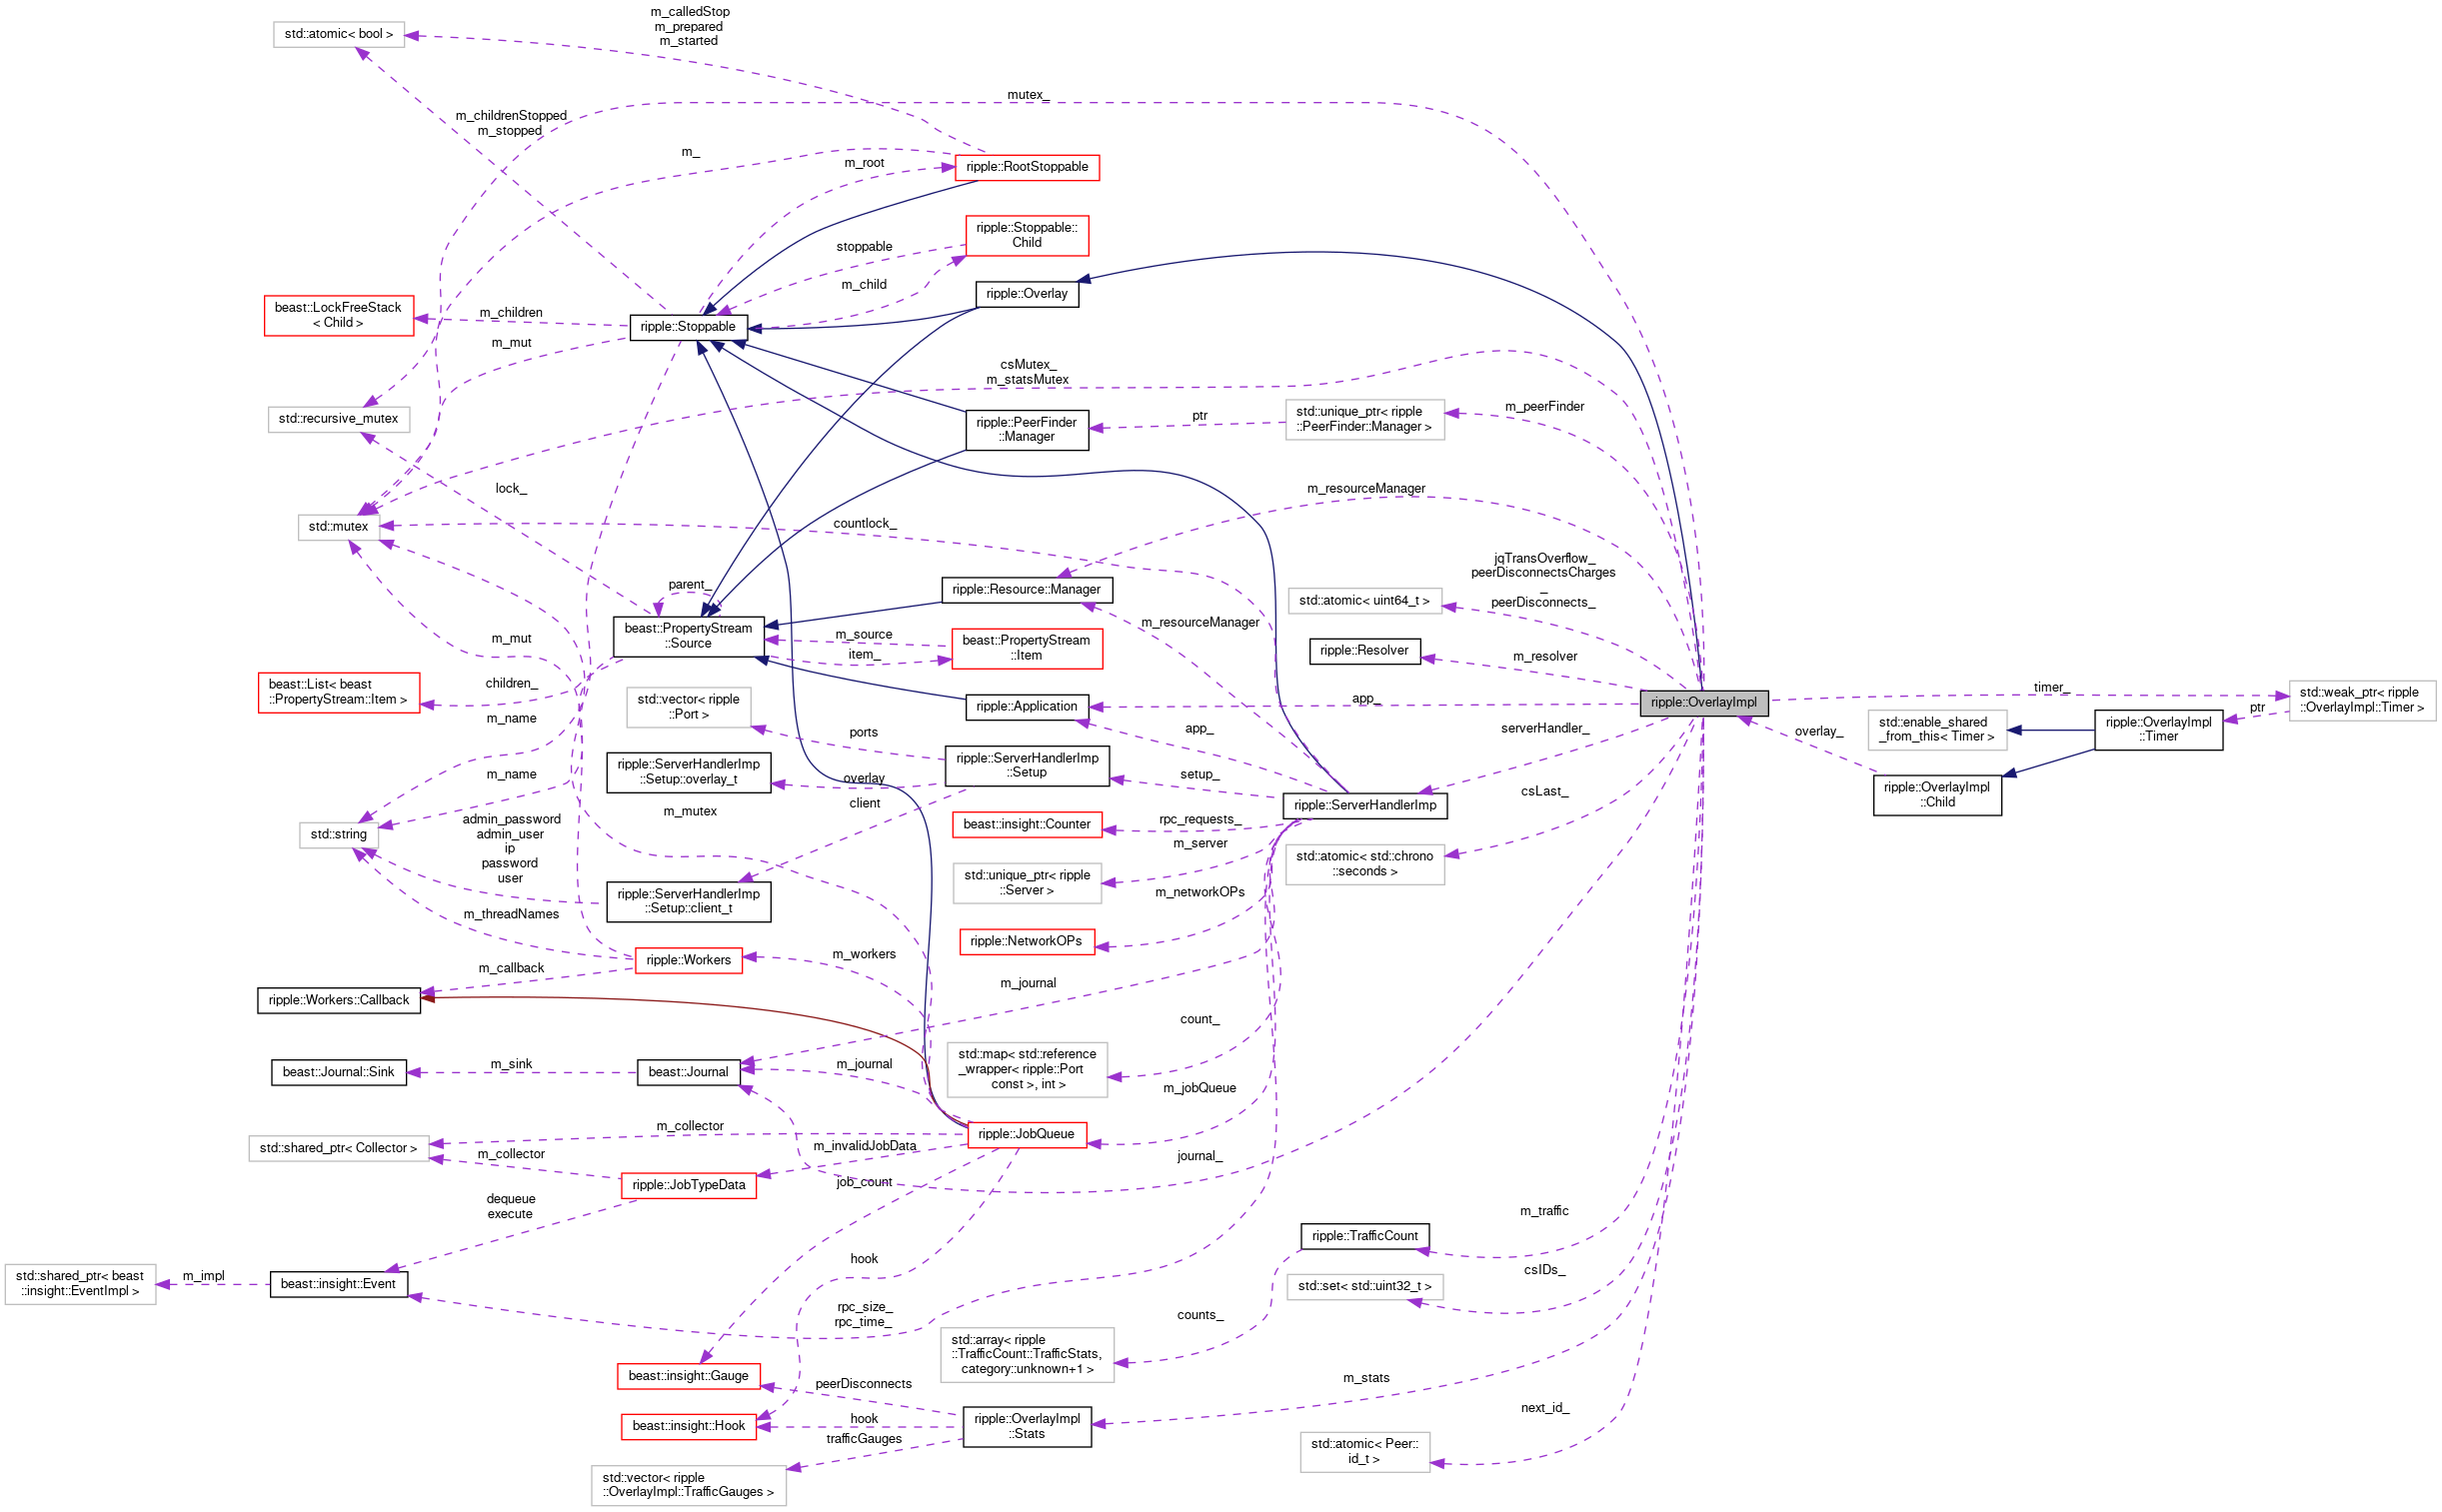 m_calledStop
m_prepared
m_started
std::atomic< bool >
mutex_
m_childrenStopped
m_stopped
m_
m_root
ripple::RootStoppable
ripple::Stoppable::
Child
stoppable
m_child
ripple::Overlay
beast::LockFreeStack
< Child >
m_children
ripple::Stoppable
m_mut
csMutex_
m_statsMutex
std::recursive_mutex
ripple::PeerFinder
::Manager
ptr
std::unique_ptr< ripple
::PeerFinder::Manager >
m_peerFinder
lock_
m_resourceManager
std::mutex
countlock_
jqTransOverflow_
peerDisconnectsCharges
_
peerDisconnects_
std::atomic< uint64_t >
parent_
ripple::Resource::Manager
m_resourceManager
m_mut
beast::PropertyStream
::Source
m_source
item_
beast::PropertyStream
::Item
ripple::Resolver
m_resolver
beast::List< beast
::PropertyStream::Item >
children_
m_name
std::vector< ripple
::Port >
ripple::Application
app_
ripple::OverlayImpl
timer_
std::weak_ptr< ripple
::OverlayImpl::Timer >
ptr
std::enable_shared
_from_this< Timer >
ripple::OverlayImpl
::Timer
overlay_
ports
app_
serverHandler_
m_name
ripple::ServerHandlerImp
::Setup::overlay_t
overlay
ripple::ServerHandlerImp
::Setup
setup_
ripple::ServerHandlerImp
csLast_
ripple::OverlayImpl
::Child
client
m_mutex
std::string
admin_password
admin_user
ip
password
user
beast::insight::Counter
rpc_requests_
m_server
std::atomic< std::chrono
::seconds >
std::unique_ptr< ripple
::Server >
m_networkOPs
ripple::ServerHandlerImp
::Setup::client_t
m_threadNames
ripple::NetworkOPs
ripple::Workers
m_workers
m_callback
ripple::Workers::Callback
m_journal
count_
std::map< std::reference
_wrapper< ripple::Port
const >, int >
beast::Journal::Sink
m_sink
beast::Journal
m_journal
m_jobQueue
ripple::JobQueue
m_collector
m_invalidJobData
std::shared_ptr< Collector >
m_collector
journal_
ripple::JobTypeData
job_count
dequeue
execute
m_traffic
ripple::TrafficCount
hook
std::shared_ptr< beast
::insight::EventImpl >
m_impl
beast::insight::Event
csIDs_
std::set< std::uint32_t >
rpc_size_
rpc_time_
counts_
std::array< ripple
::TrafficCount::TrafficStats,
category::unknown+1 >
beast::insight::Gauge
peerDisconnects
m_stats
beast::insight::Hook
hook
ripple::OverlayImpl
::Stats
trafficGauges
next_id_
std::atomic< Peer::
id_t >
std::vector< ripple
::OverlayImpl::TrafficGauges >